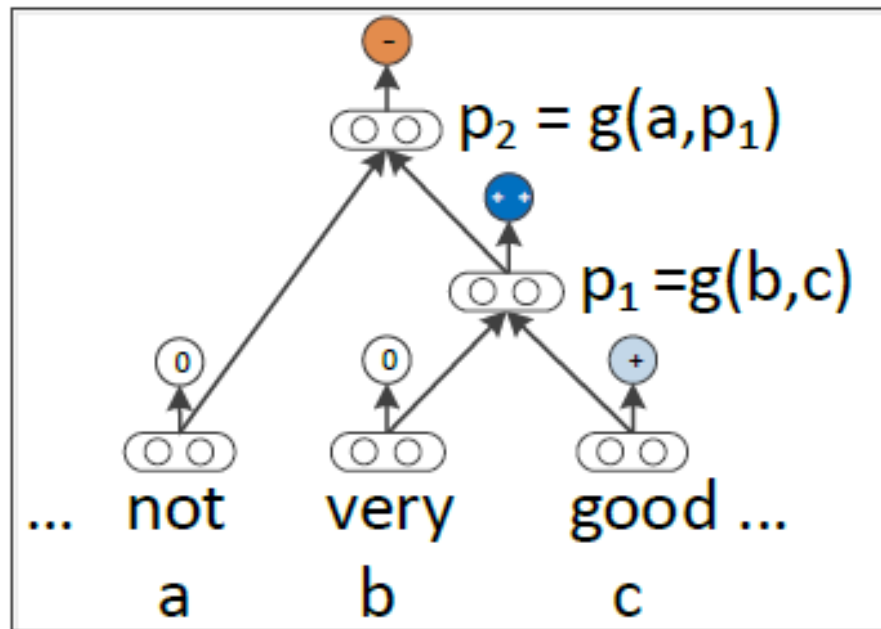 -
p₂ = g(a,p₁)
+ +
p₁ =g(b,c)
0 0 +
... not very good ...
a b c